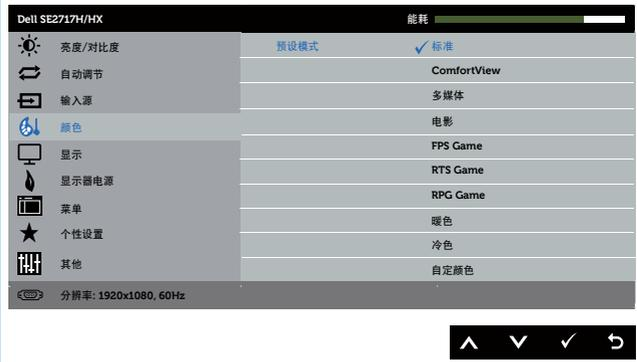 Dell SE2717H/HX 能耗
亮度/对比度 预设模式 标准
自动调节 ComfortView
输入源 多媒体
颜色 电影
显示 FPS Game
显示器电源 RTS Game
菜单 RPG Game
个性设置 暖色
其他 冷色
自定颜色
分辨率: 1920x1080, 60Hz